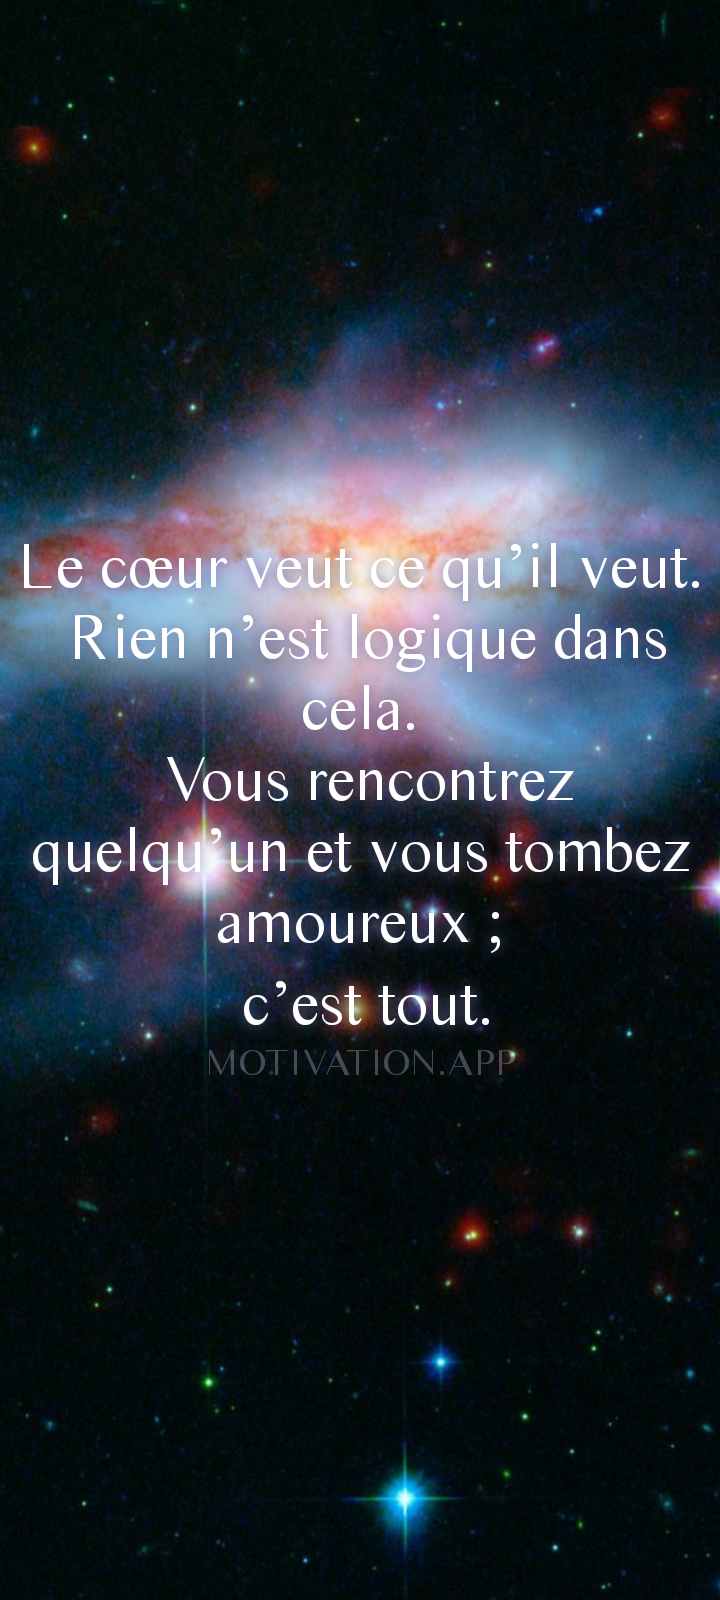 Le cœur veut ce qu’il veut.
Rien n’est logique dans
cela.
Vous rencontrez
quelqu’un et vous tombez
amoureux ;
c’est tout.
MOTIVATION.APP